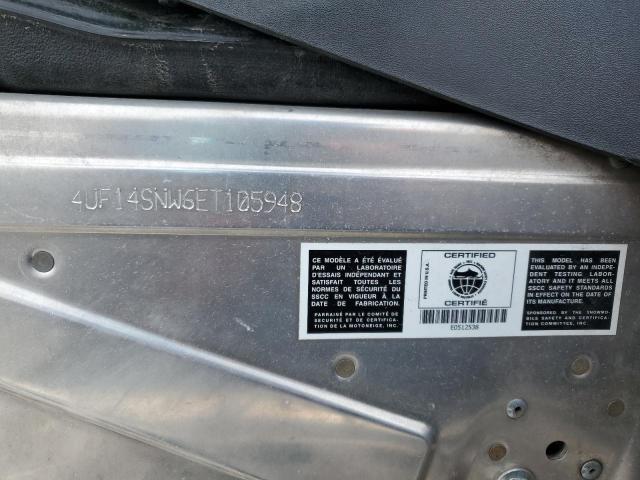 4UF14SNW6ET105948
CE MODÈLE A ÉTÉ ÉVALUÉ
PAR UN LABORATOIRE
D'ESSAIS INDÉPENDANT ET
SATISFAIT TOUTES LES
NORMES DE SÉCURITÉ DU
SSCC EN VIGUEUR À LA
DATE DE FABRICATION.
PARRAINÉ PAR LE COMITÉ DE
SÉCURITÉ ET DE CERTIFICA-
TION DE LA MOTONEIGE, INC.
PRINTED IN U.S.A.
CERTIFIED
CERTIFIÉ
E0512538
THIS MODEL HAS BEEN
EVALUATED BY AN INDEPEN-
DENT TESTING LABOR-
ATORY AND IT MEETS ALL
SSCC SAFETY STANDARDS
IN EFFECT ON THE DATE OF
ITS MANUFACTURE.
SPONSORED BY THE SNOWMO-
BILE SAFETY AND CERTIFICA-
TION COMMITTEE, INC.